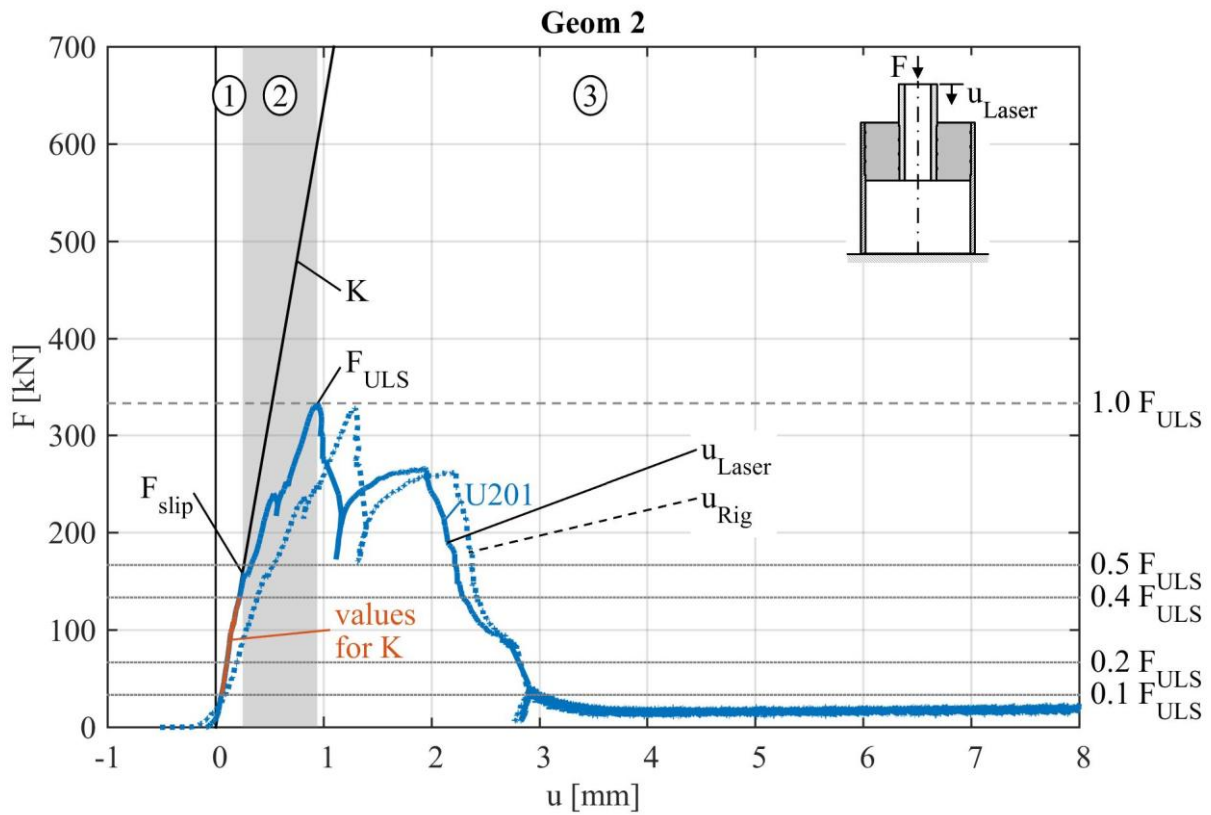 Geom 2
700
600
500
400
300
200
100
0
F [kN]
1
2
3
F
u Laser
K
F ULS
F slip
values
for K
U201
u Laser
u Rig
1.0 F ULS
0.5 F ULS
0.4 F ULS
0.2 F ULS
0.1 F ULS
-1 0 1 2 3 4 5 6 7 8
u [mm]